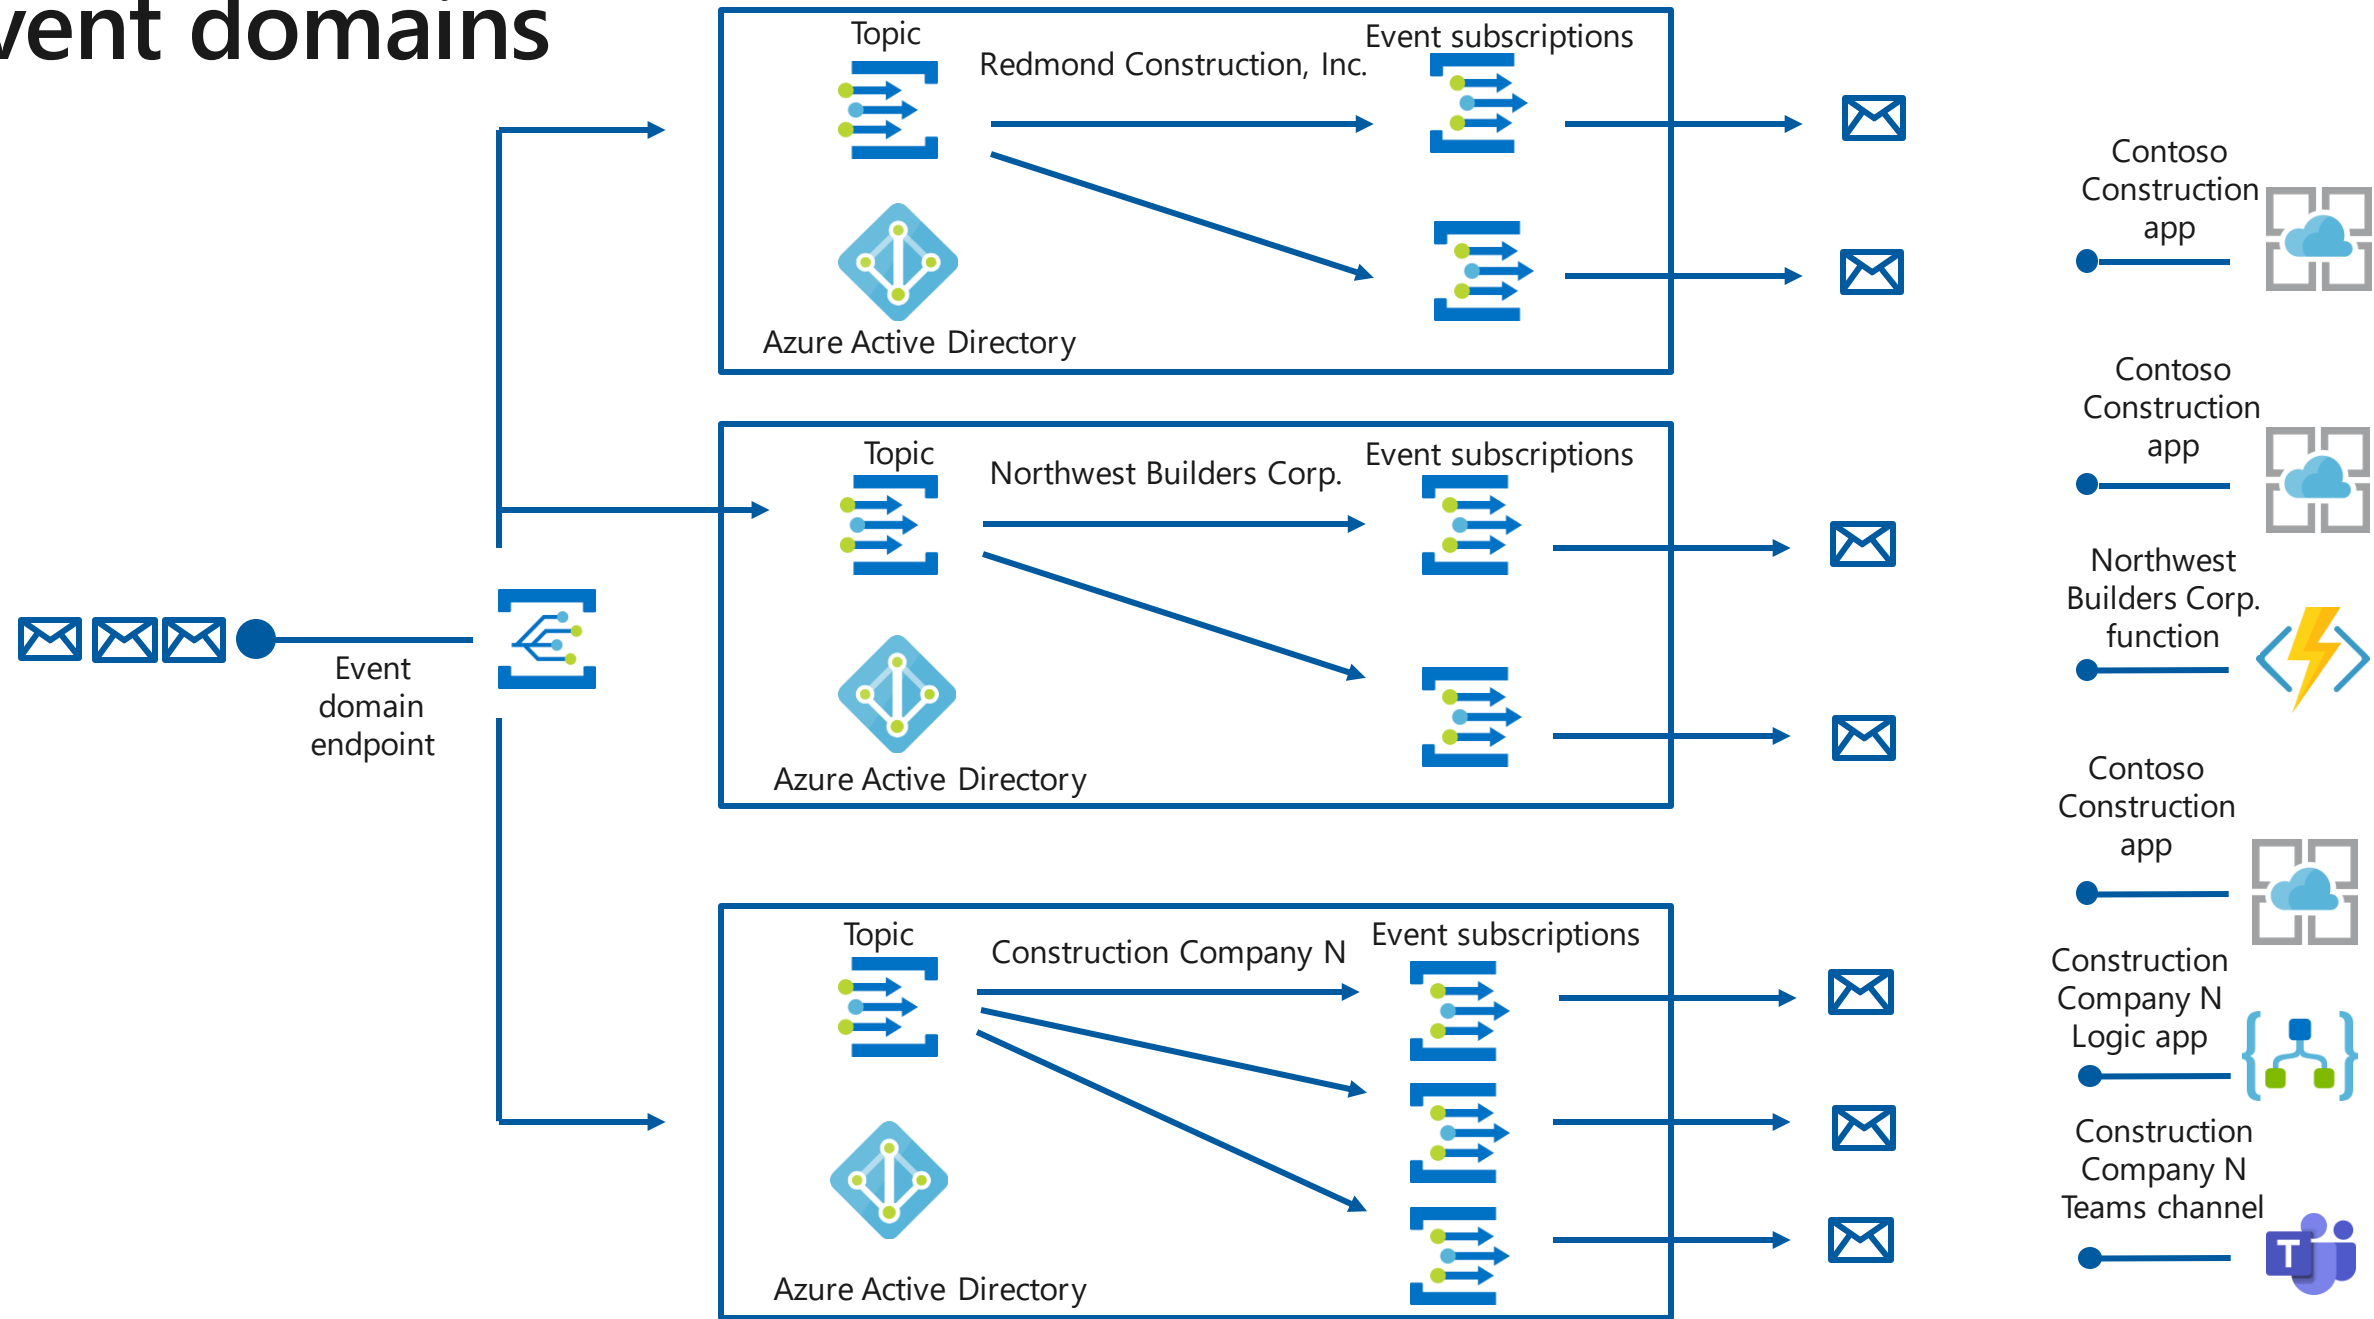 vent domains
Topic
Redmond Construction, Inc.
Event subscriptions
Azure Active Directory
Contoso
Construction
app
Topic
Northwest Builders Corp.
Event subscriptions
Azure Active Directory
Contoso
Construction
app
Northwest
Builders Corp.
function
Event
domain
endpoint
Topic
Construction Company N
Event subscriptions
Azure Active Directory
Contoso
Construction
app
Construction
Company N
Logic app
Construction
Company N
Teams channel
T